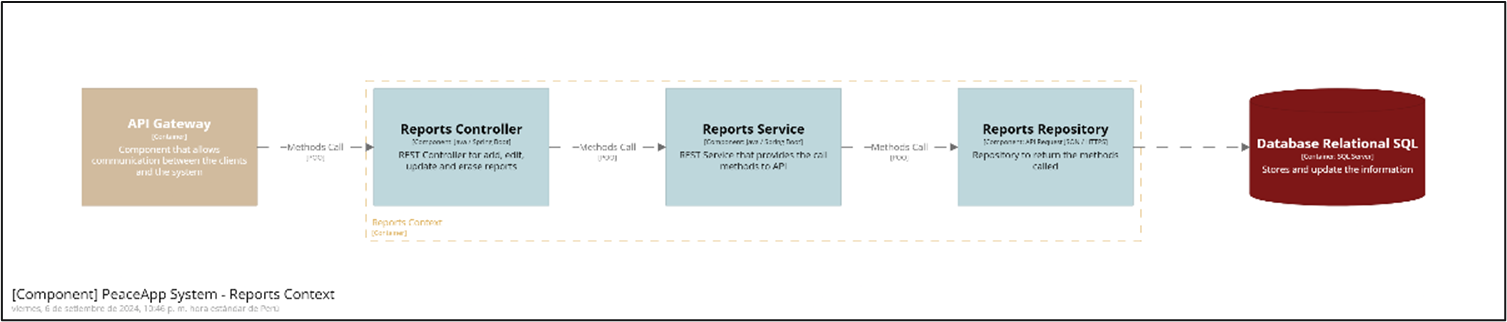 API Gateway
[Container]
Component that allows
communication between the clients
and the system
Methods Call
[POO]
Reports Controller
[Component: Java / Spring Boot]
REST Controller for add, edit,
update and erase reports
Methods Call
[POO]
Reports Service
[Component: Java / Spring Boot]
REST Service that provides the call
methods to API
Methods Call
[POO]
Reports Repository
[Component: API Request [JSON / HTTPS]
Repository to return the methods
called
Database Relational SQL
[Container: SQL Server]
Stores and update the information
Reports Context
[Container]
[Component] PeaceApp System - Reports Context
viernes, 6 de setiembre de 2024, 10:46 p. m. hora estándar de Perú